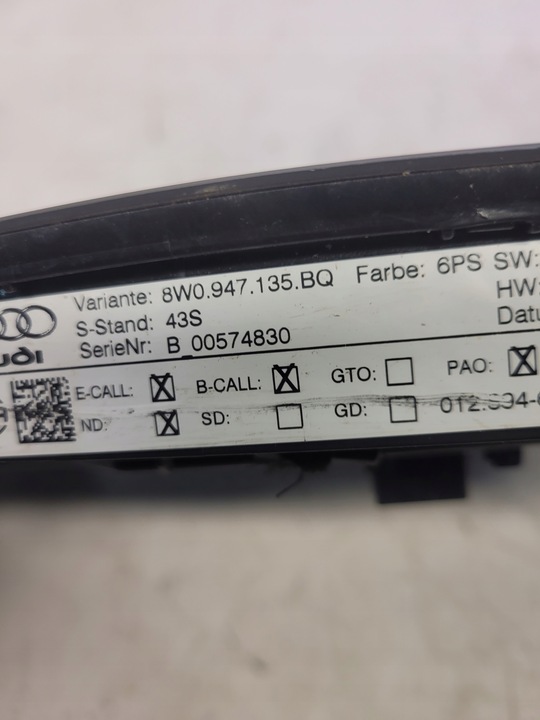 Variante: 8W0.947.135.BQ Farbe: 6PS SW:
S-Stand: 43S HW:
SerieNr: B_00574830
E-CALL: ☒ B-CALL: ☒ GTO: ☐ PAO: ☒
ND: ☒ SD: ☐ GD: ☐